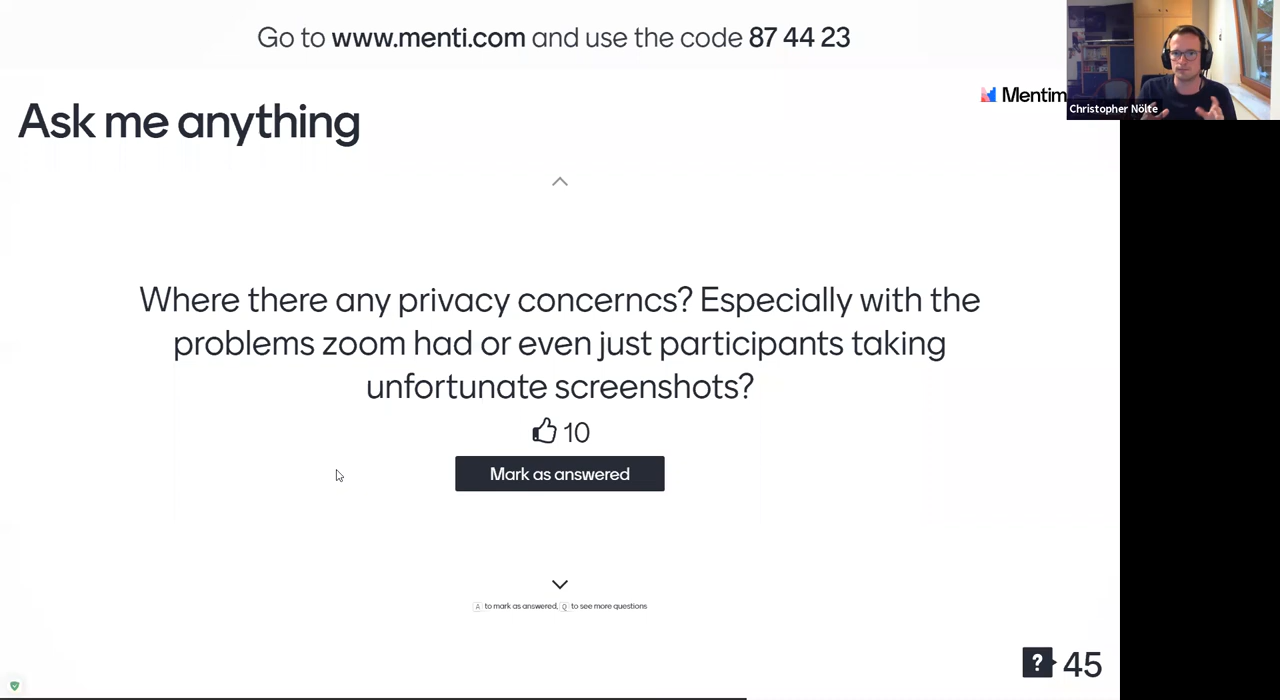 Go to www.menti.com and use the code 87 44 23
Mentim
Christopher Nölte
Ask me anything
Where there any privacy concerncs? Especially with the
problems zoom had or even just participants taking
unfortunate screenshots?
10
Mark as answered
A to mark as answered, Q to see more questions
? 45